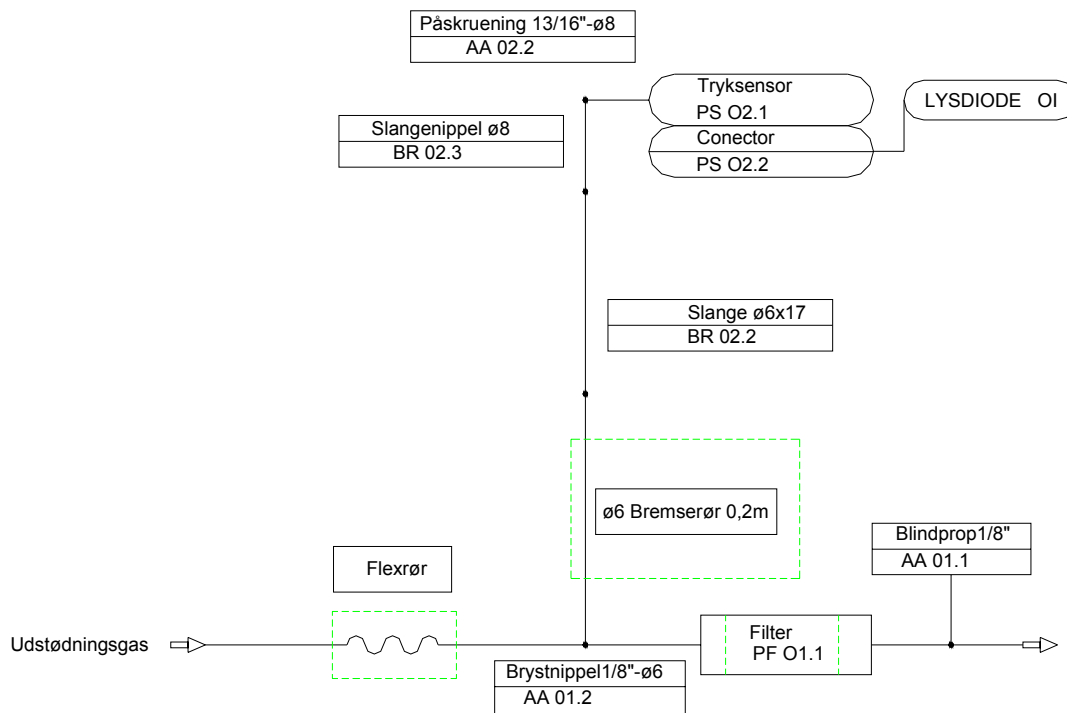 Påskruening 13/16"-ø8
AA 02.2
Tryksensor
PS O2.1
LYSDIODE OI
Slangenippel ø8
BR 02.3
Conector
PS O2.2
Slange ø6x17
BR 02.2
ø6 Bremserør 0,2m
Blindprop1/8"
AA 01.1
Flexrør
Udstødningsgas
Filter
PF O1.1
Brystnippel1/8"-ø6
AA 01.2